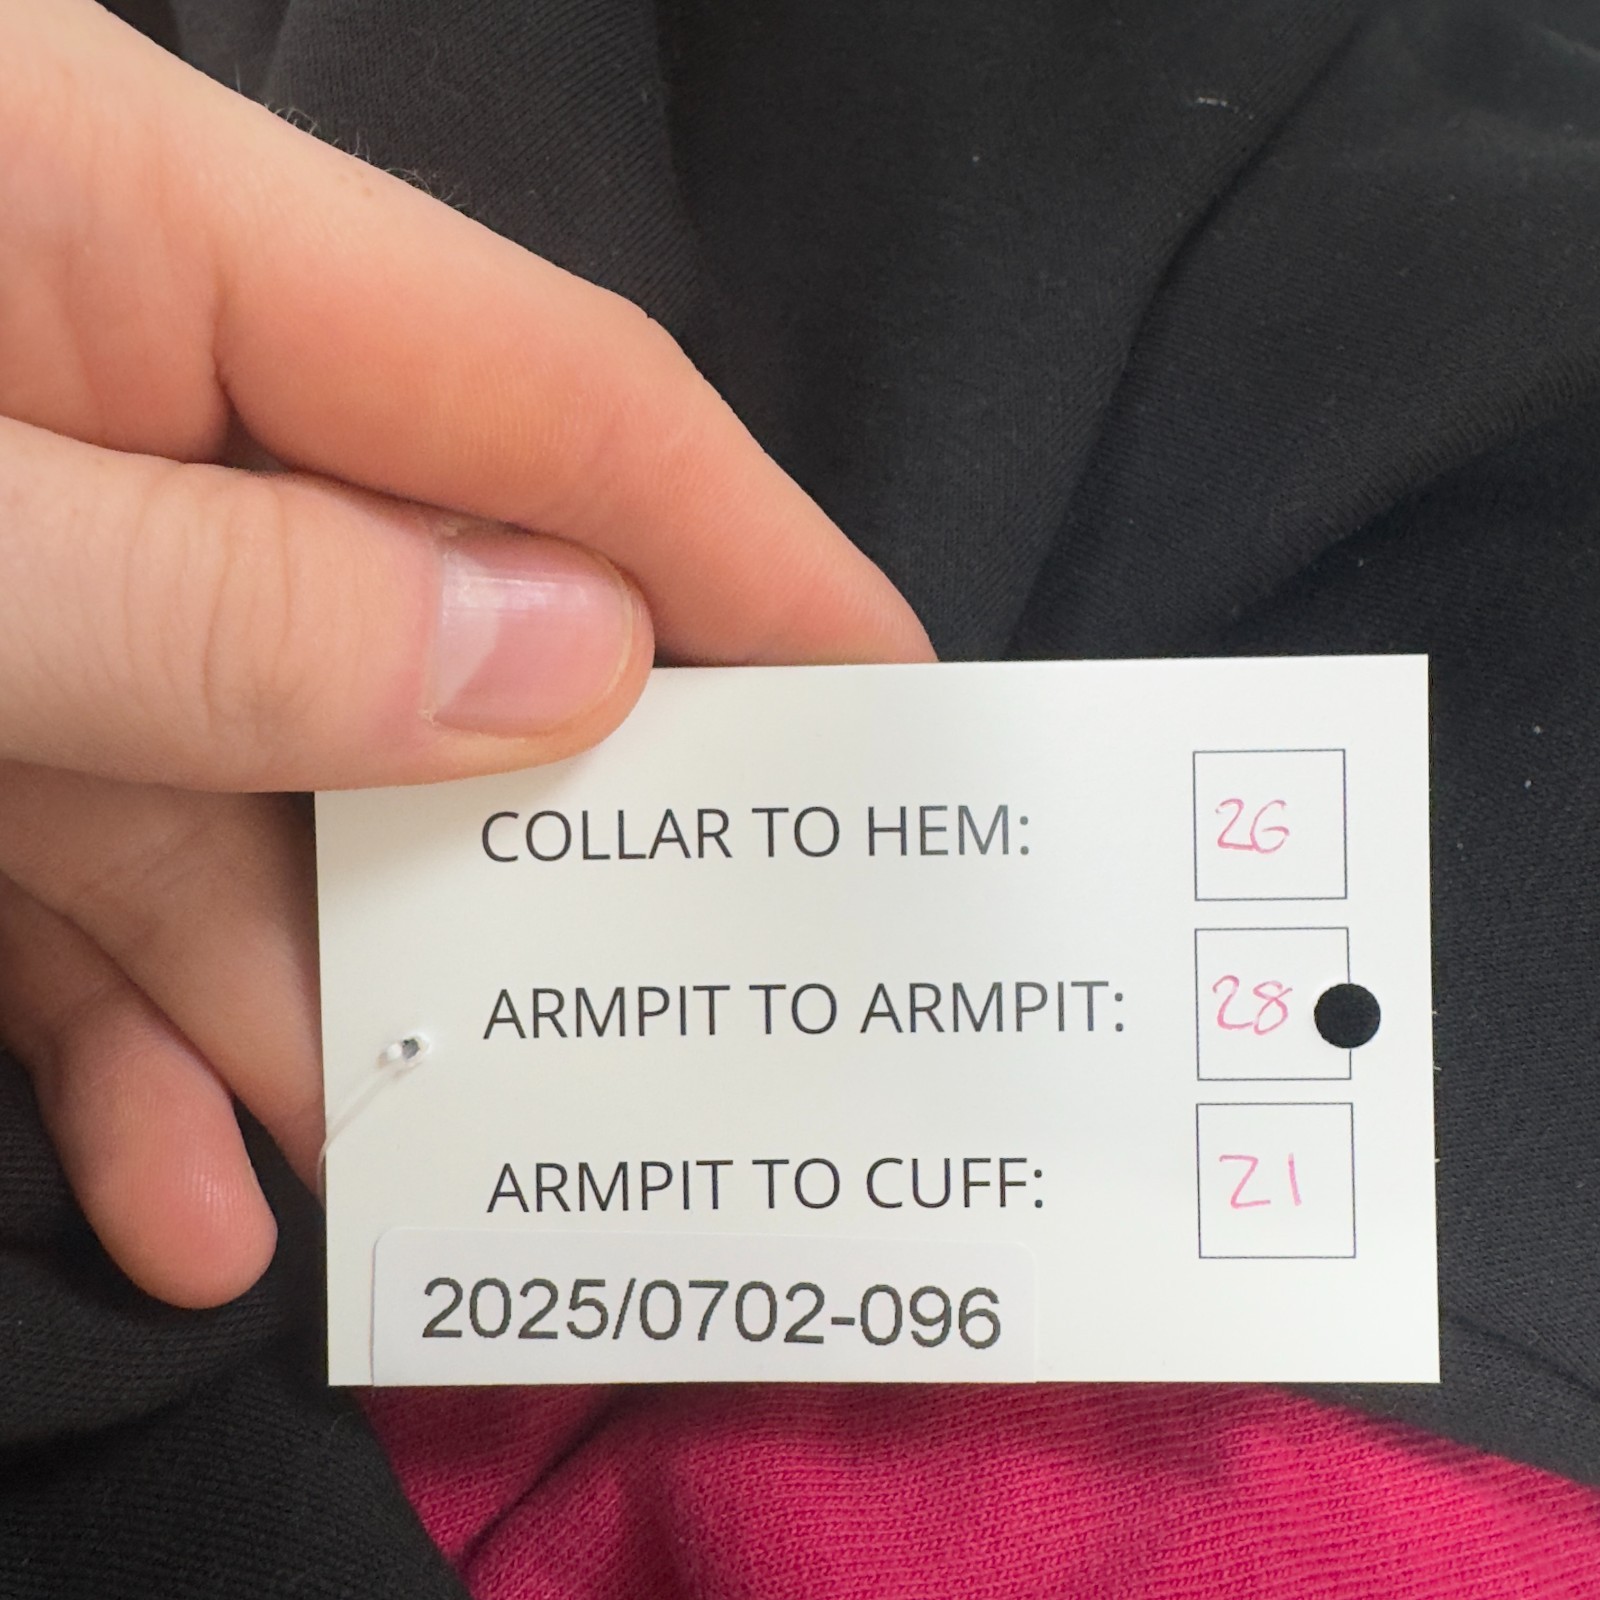 COLLAR TO HEM: 26
ARMPIT TO ARMPIT: 28
ARMPIT TO CUFF: 21
2025/0702-096